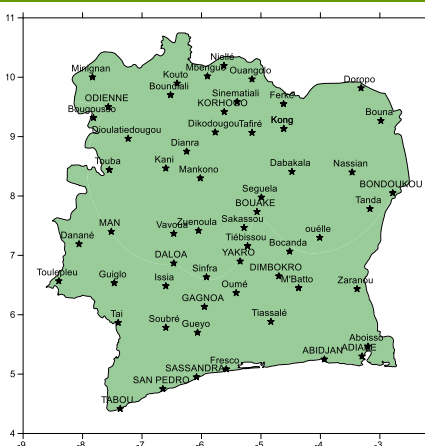 11
Niellé
Minignan
Mbengué
Ouangolo
10
Kouto
Doropo
Boundiali
Sinematiali
Ferké
ODIENNE
KORHOGO
Bougousso
Kong
Bouna
Dikodougou
Tafiré
9
Djoulatiedougou
Dianra
Touba
Kani
Dabakala
Nassian
Mankono
BONDOUKOU
8
Seguela
Tanda
BOUAKE
MAN
Vavoua
Zuenoula
Sakassou
ouélle
Danané
Tiébissou
7
Bocanda
DALOA
YAKRO
Toulepleu
Guiglo
Sinfra
DIMBOKRO
Zaranou
Issia
Oumé
M'Batto
GAGNOA
6
Tai
Soubré
Gueyo
Tiassalé
Aboisso
ABIDJAN
ADIAKE
5
Fresco
SASSANDRA
SAN PEDRO
TABOU
4
-9 -8 -7 -6 -5 -4 -3